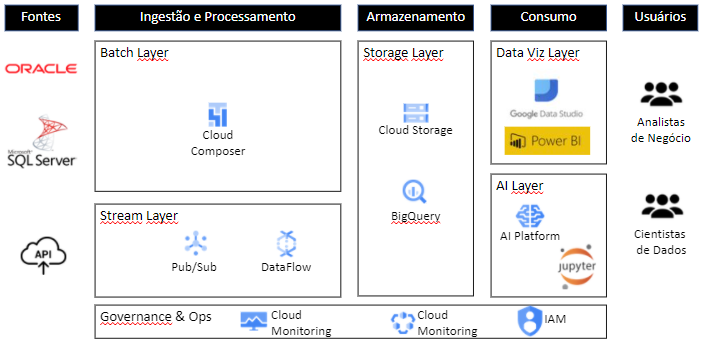 Fontes
Ingestão e Processamento
Armazenamento
Consumo
Usuários
ORACLE
Microsoft
SQL Server
API
Batch Layer
Cloud
Composer
Stream Layer
Pub/Sub
DataFlow
Storage Layer
Cloud Storage
BigQuery
Data Viz Layer
Google Data Studio
Power BI
AI Layer
AI Platform
jupyter
Analistas
de Negócio
Cientistas
de Dados
Governance & Ops
Cloud
Monitoring
Cloud
Monitoring
IAM